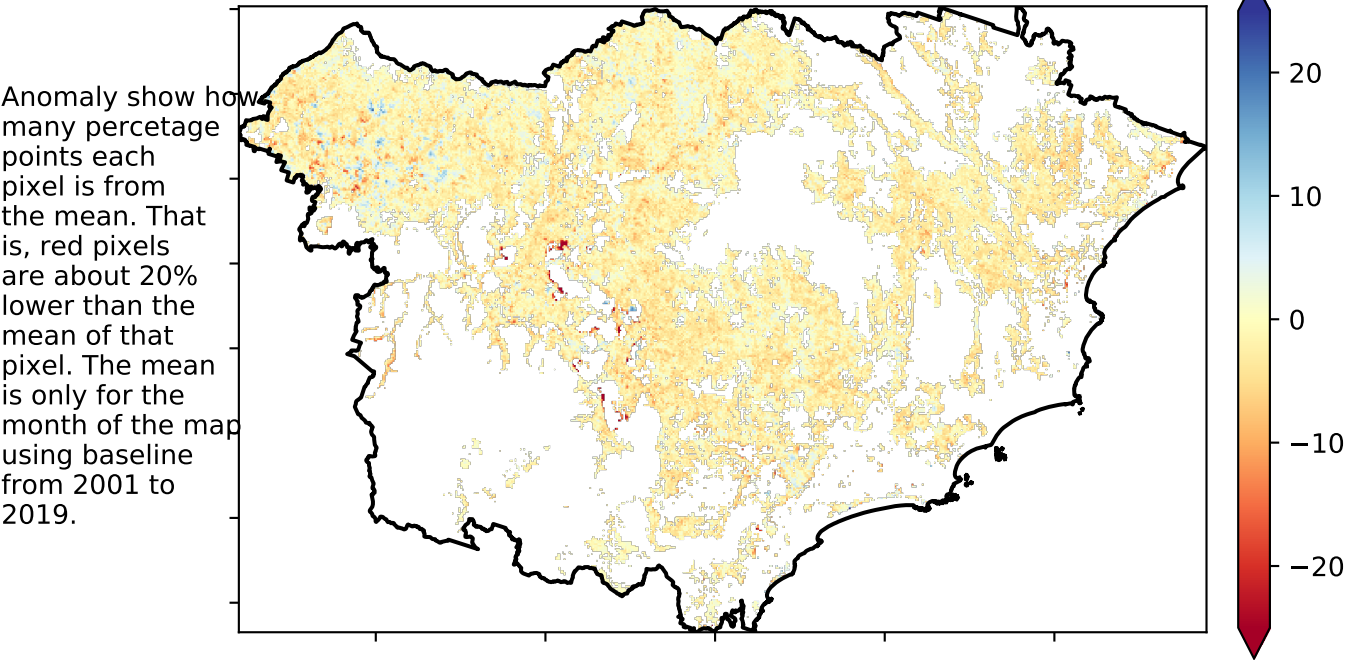 Anomaly show how
many percetage
points each
pixel is from
the mean. That
is, red pixels
are about 20%
lower than the
mean of that
pixel. The mean
is only for the
month of the map
using baseline
from 2001 to
2019.
20
10
0
−10
−20